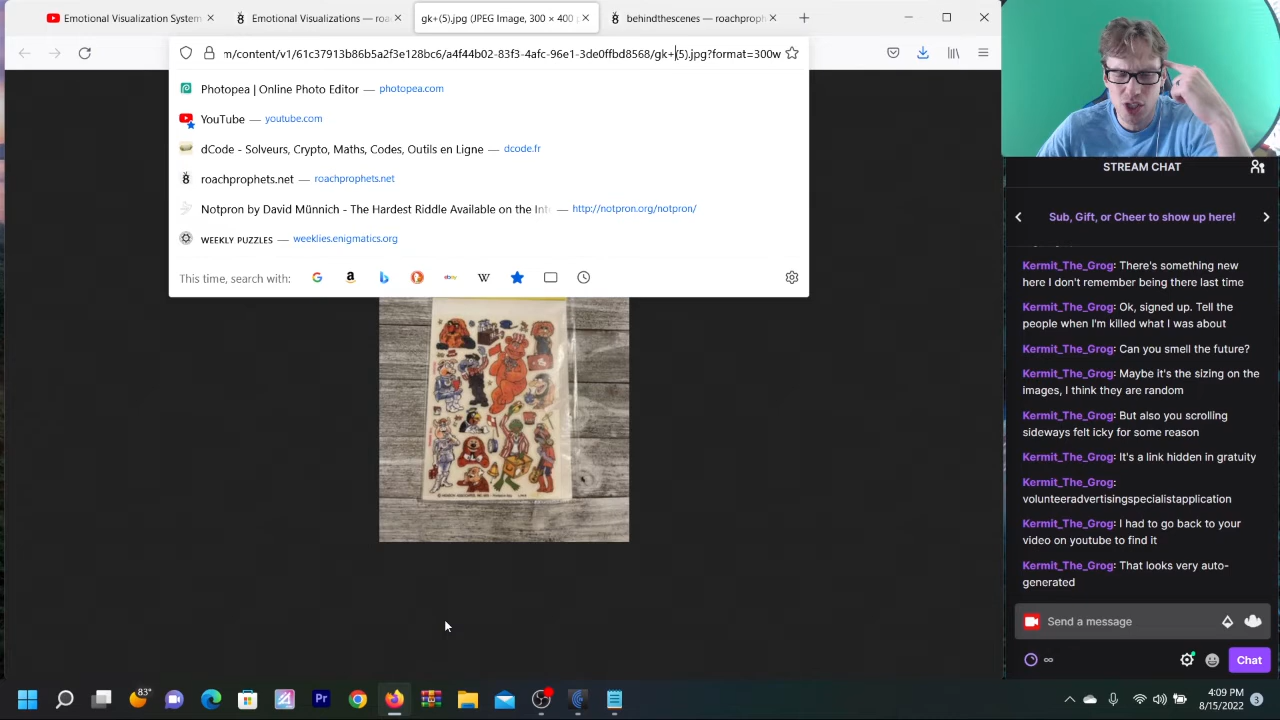 Emotional Visualization System
Emotional Visualizations — roa
gk+(5).jpg (JPEG Image, 300 × 400
behindthescenes — roachproph
m/content/v1/61c37913b86b5a2f3e128bc6/a4f44b02-83f3-4afc-96e1-3de0ffbd8568/gk+(5).jpg?format=300w
Photopea | Online Photo Editor — photopea.com
YouTube — youtube.com
dCode - Solveurs, Crypto, Maths, Codes, Outils en Ligne — dcode.fr
roachprophets.net — roachprophets.net
Notpron by David Münnich - The Hardest Riddle Available on the Int — http://notpron.org/notpron/
WEEKLY PUZZLES — weeklies.enigmatics.org
This time, search with:
STREAM CHAT
Sub, Gift, or Cheer to show up here!
Kermit_The_Grog: There's something new
here I don't remember being there last time
Kermit_The_Grog: Ok, signed up. Tell the
people when I'm killed what I was about
Kermit_The_Grog: Can you smell the future?
Kermit_The_Grog: Maybe it's the sizing on the
images, I think they are random
Kermit_The_Grog: But also you scrolling
sideways felt icky for some reason
Kermit_The_Grog: It's a link hidden in gratuity
Kermit_The_Grog:
volunteeradvertisingspecialistapplication
Kermit_The_Grog: I had to go back to your
video on youtube to find it
Kermit_The_Grog: That looks very auto-
generated
Send a message
Chat
83°
4:09 PM
8/15/2022
3